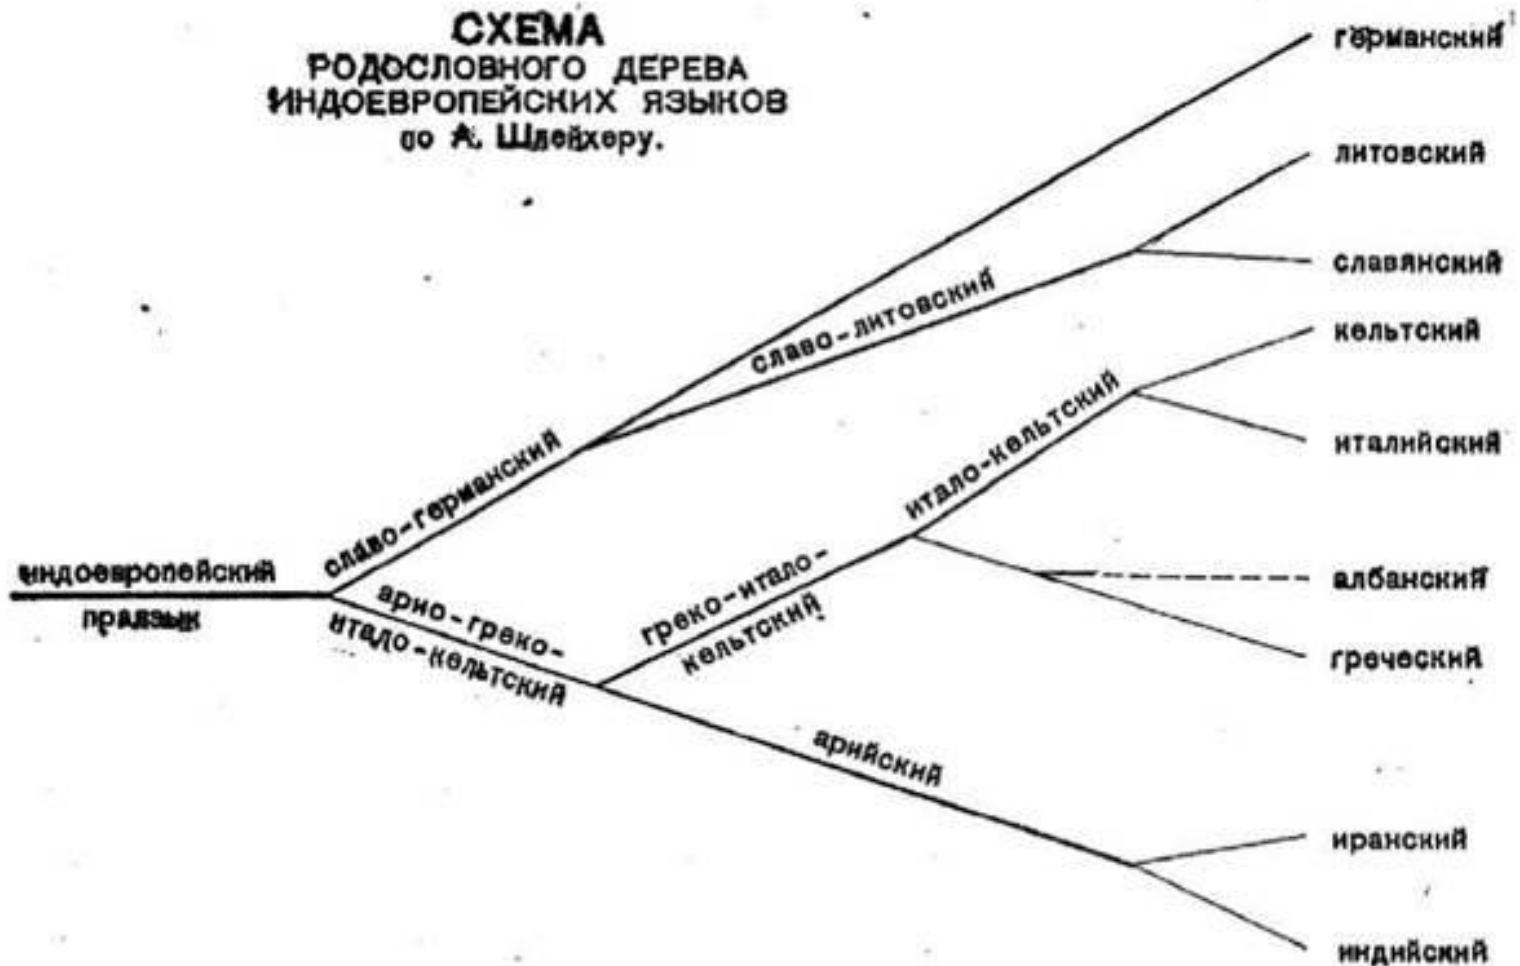 СХЕМА
РОДОСЛОВНОГО ДЕРЕВА
ИНДОЕВРОПЕЙСКИХ ЯЗЫКОВ
по А. Шлейхеру.
германский
литовский
славянский
славо-литовский
кельтский
итало-кельтский
италийский
славо-германский
индоевропейский
праязык
арио-греко-
итало-кельтский
греко-итало-
кельтский
албанский
греческий
арийский
иранский
индийский